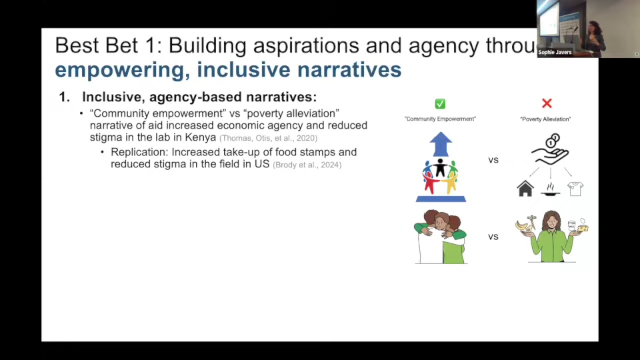 Best Bet 1: Building aspirations and agency throu
empowering, inclusive narratives
1. Inclusive, agency-based narratives:
• "Community empowerment" vs "poverty alleviation"
narrative of aid increased economic agency and reduced
stigma in the lab in Kenya (Thomas, Otis, et al., 2020)
• Replication: Increased take-up of food stamps and
reduced stigma in the field in US (Brody et al., 2024)
"Community Empowerment"
"Poverty Alleviation"
vs
vs
Sophie Javers